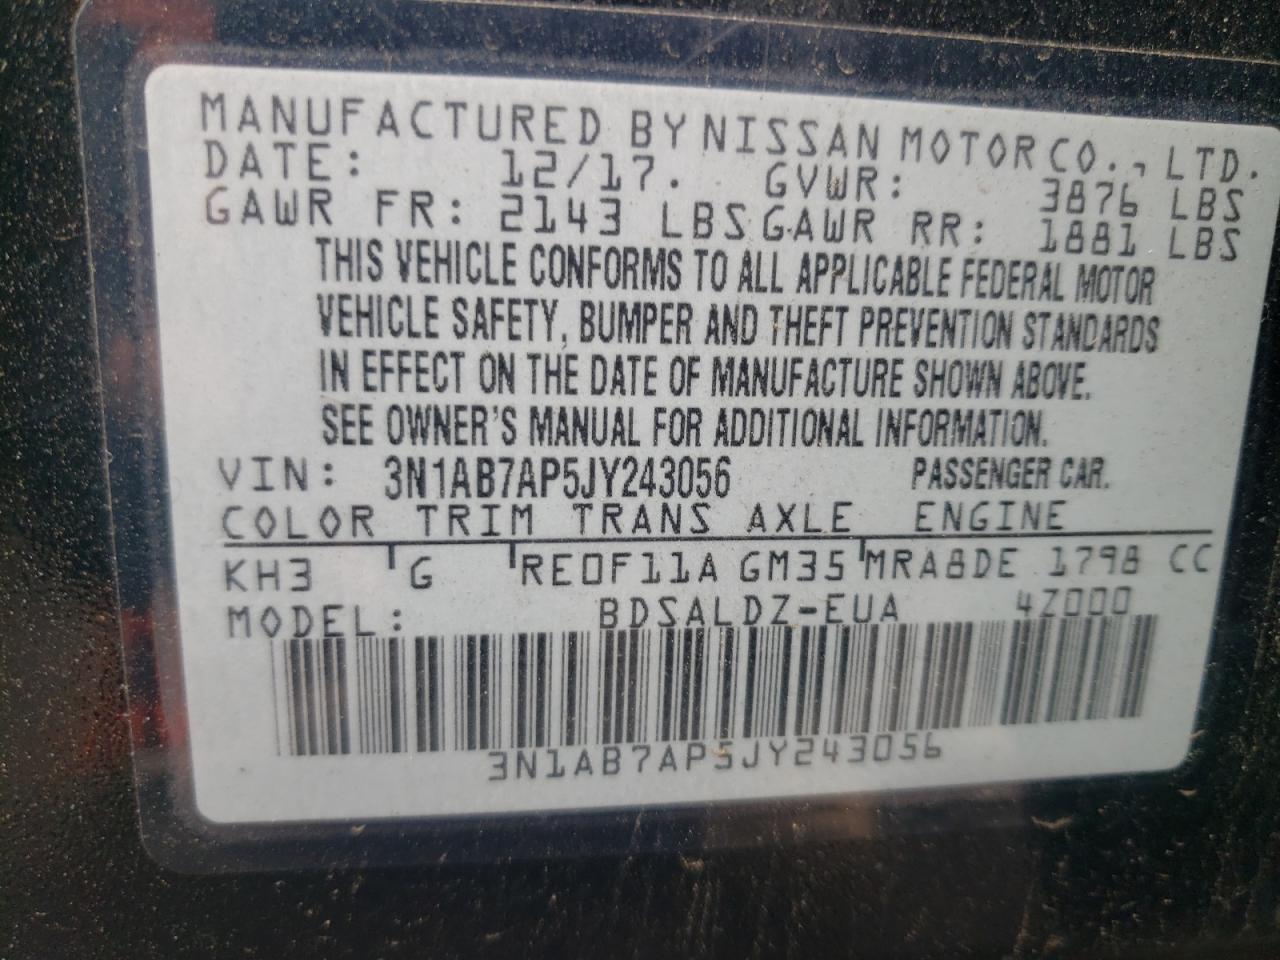 MANUFACTURED BY NISSAN MOTOR CO., LTD.
DATE: 12/17. GVWR: 3876 LBS
GAWR FR: 2143 LBS GAWR RR: 1881 LBS
THIS VEHICLE CONFORMS TO ALL APPLICABLE FEDERAL MOTOR
VEHICLE SAFETY, BUMPER AND THEFT PREVENTION STANDARDS
IN EFFECT ON THE DATE OF MANUFACTURE SHOWN ABOVE.
SEE OWNER'S MANUAL FOR ADDITIONAL INFORMATION.
VIN: 3N1AB7AP5JY243056 PASSENGER CAR.
COLOR TRIM TRANS AXLE ENGINE
KH3 G RE0F11A GM35 MRA8DE 1798 CC
MODEL: BDSALDZ-EUA 4Z000
3N1AB7AP5JY243056